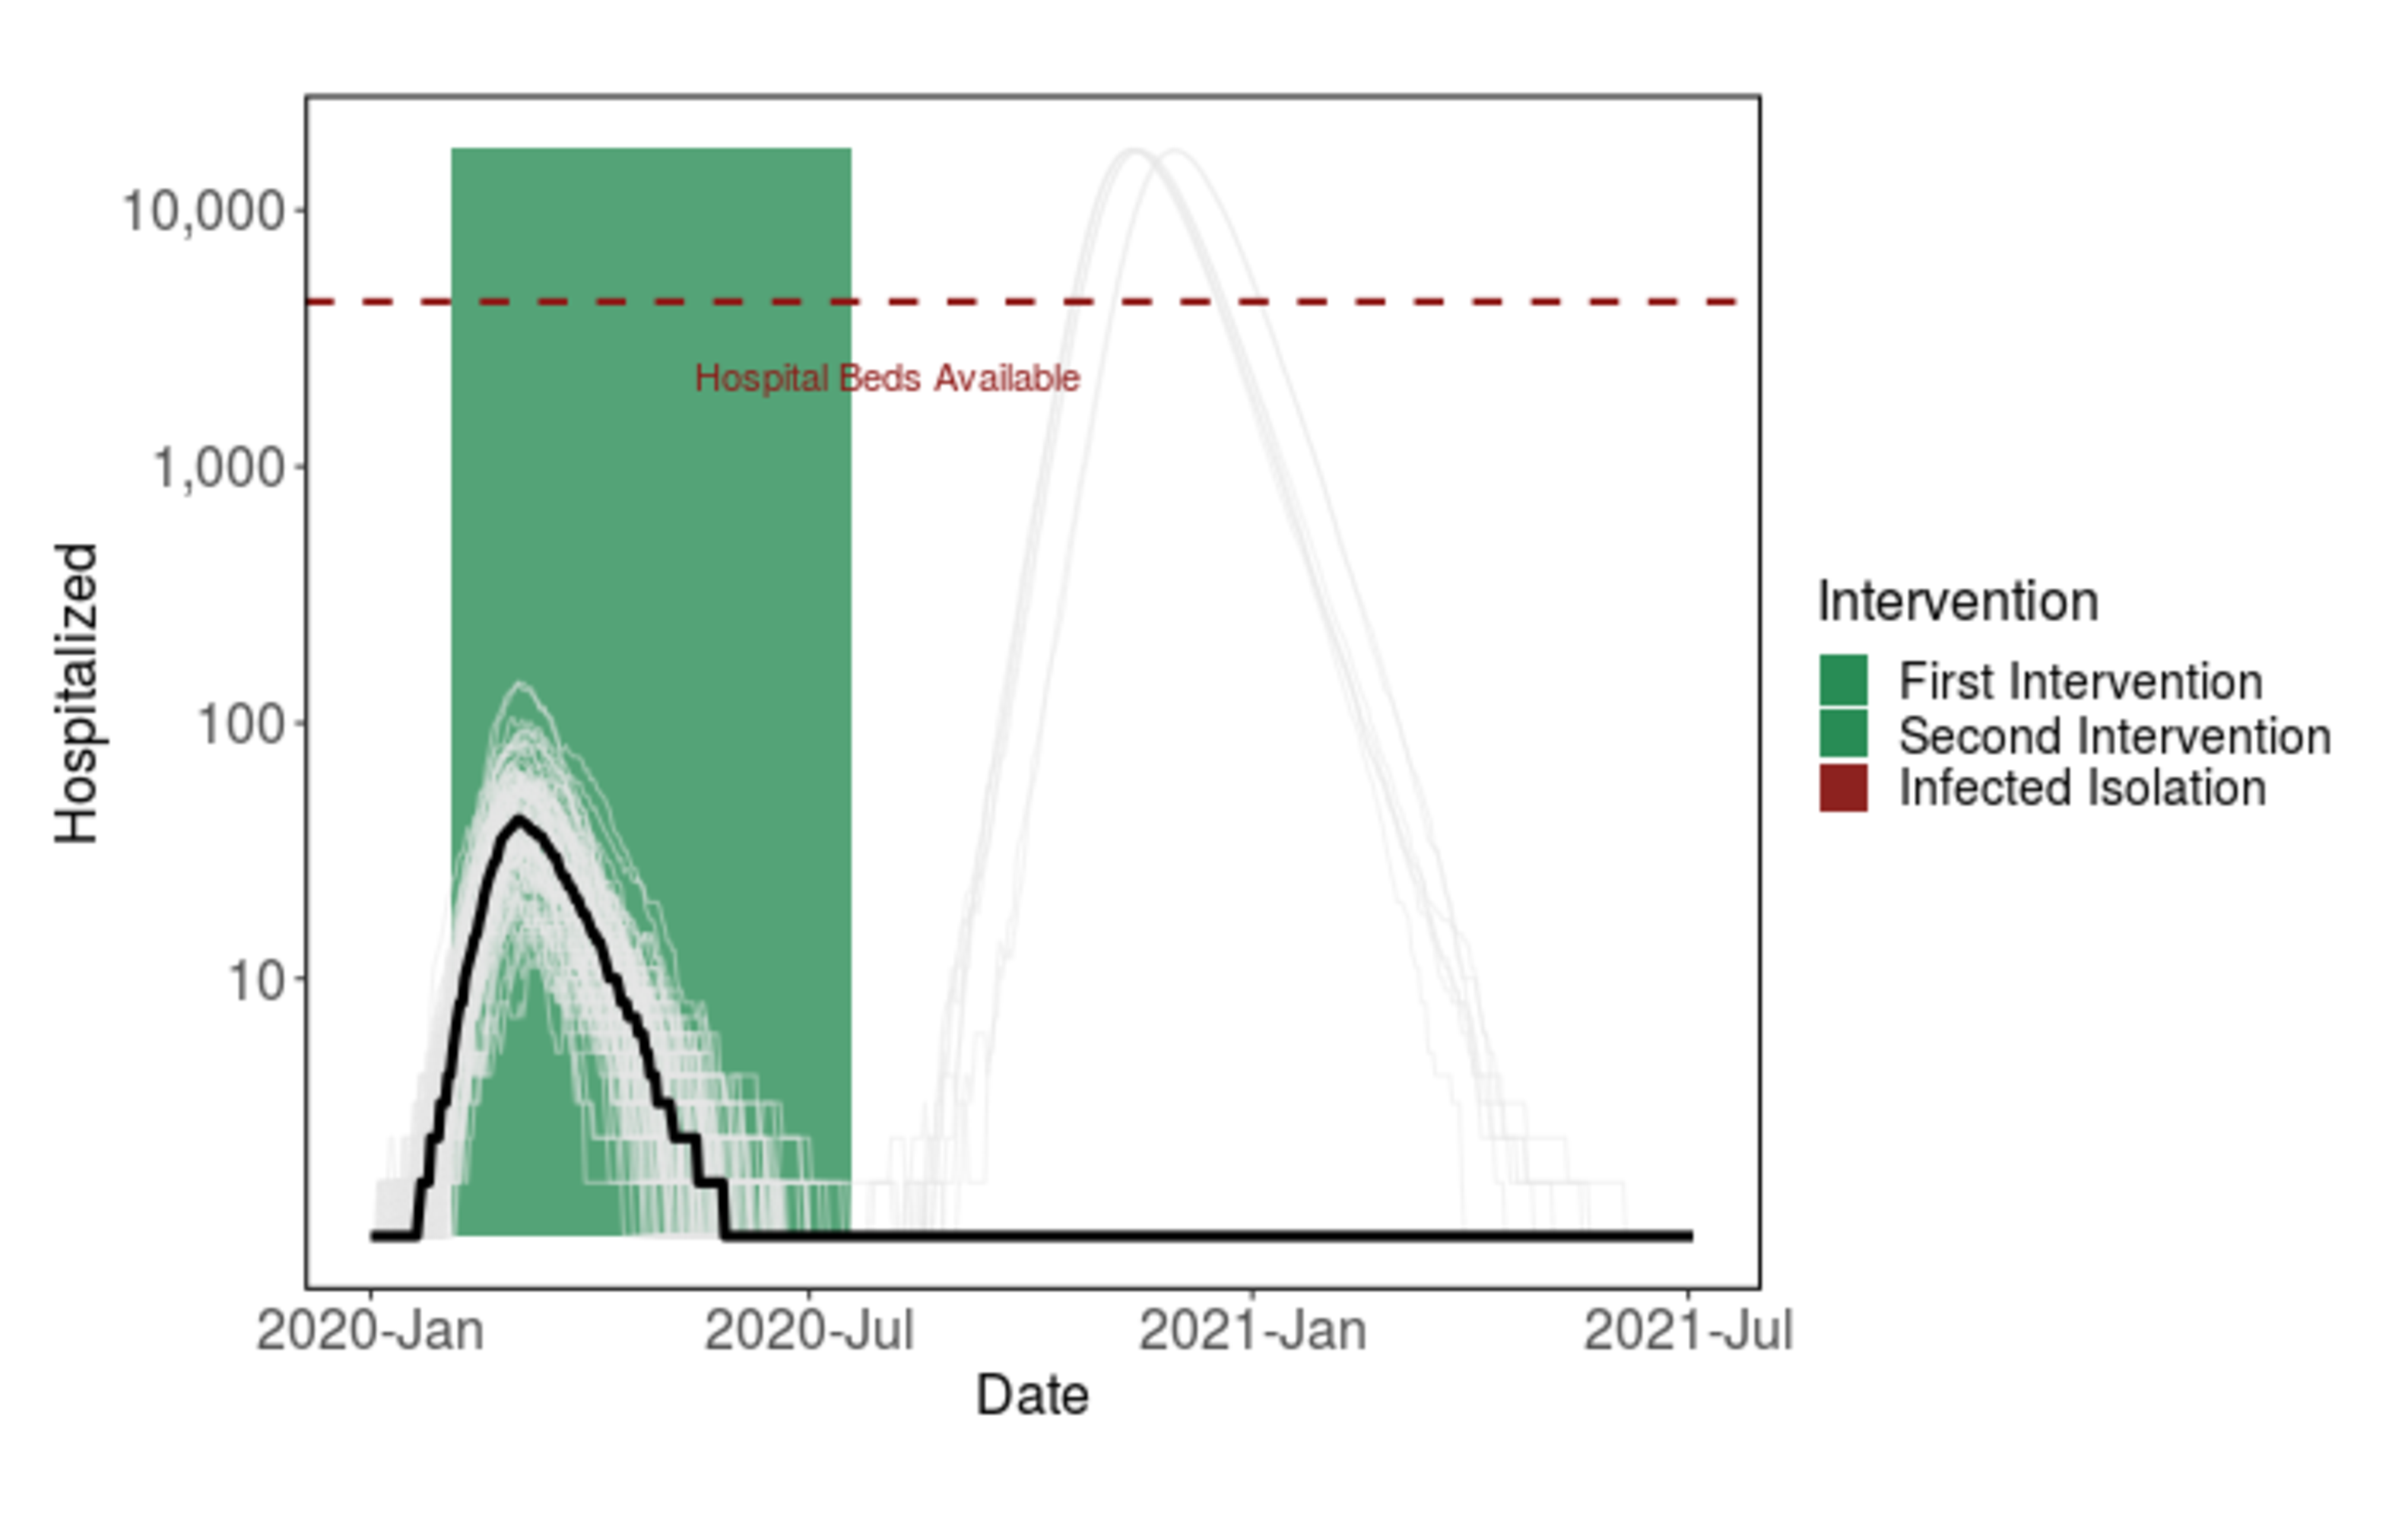 10,000
1,000
100
10
Hospitalized
Hospital Beds Available
2020-Jan
2020-Jul
2021-Jan
2021-Jul
Date
Intervention
First Intervention
Second Intervention
Infected Isolation